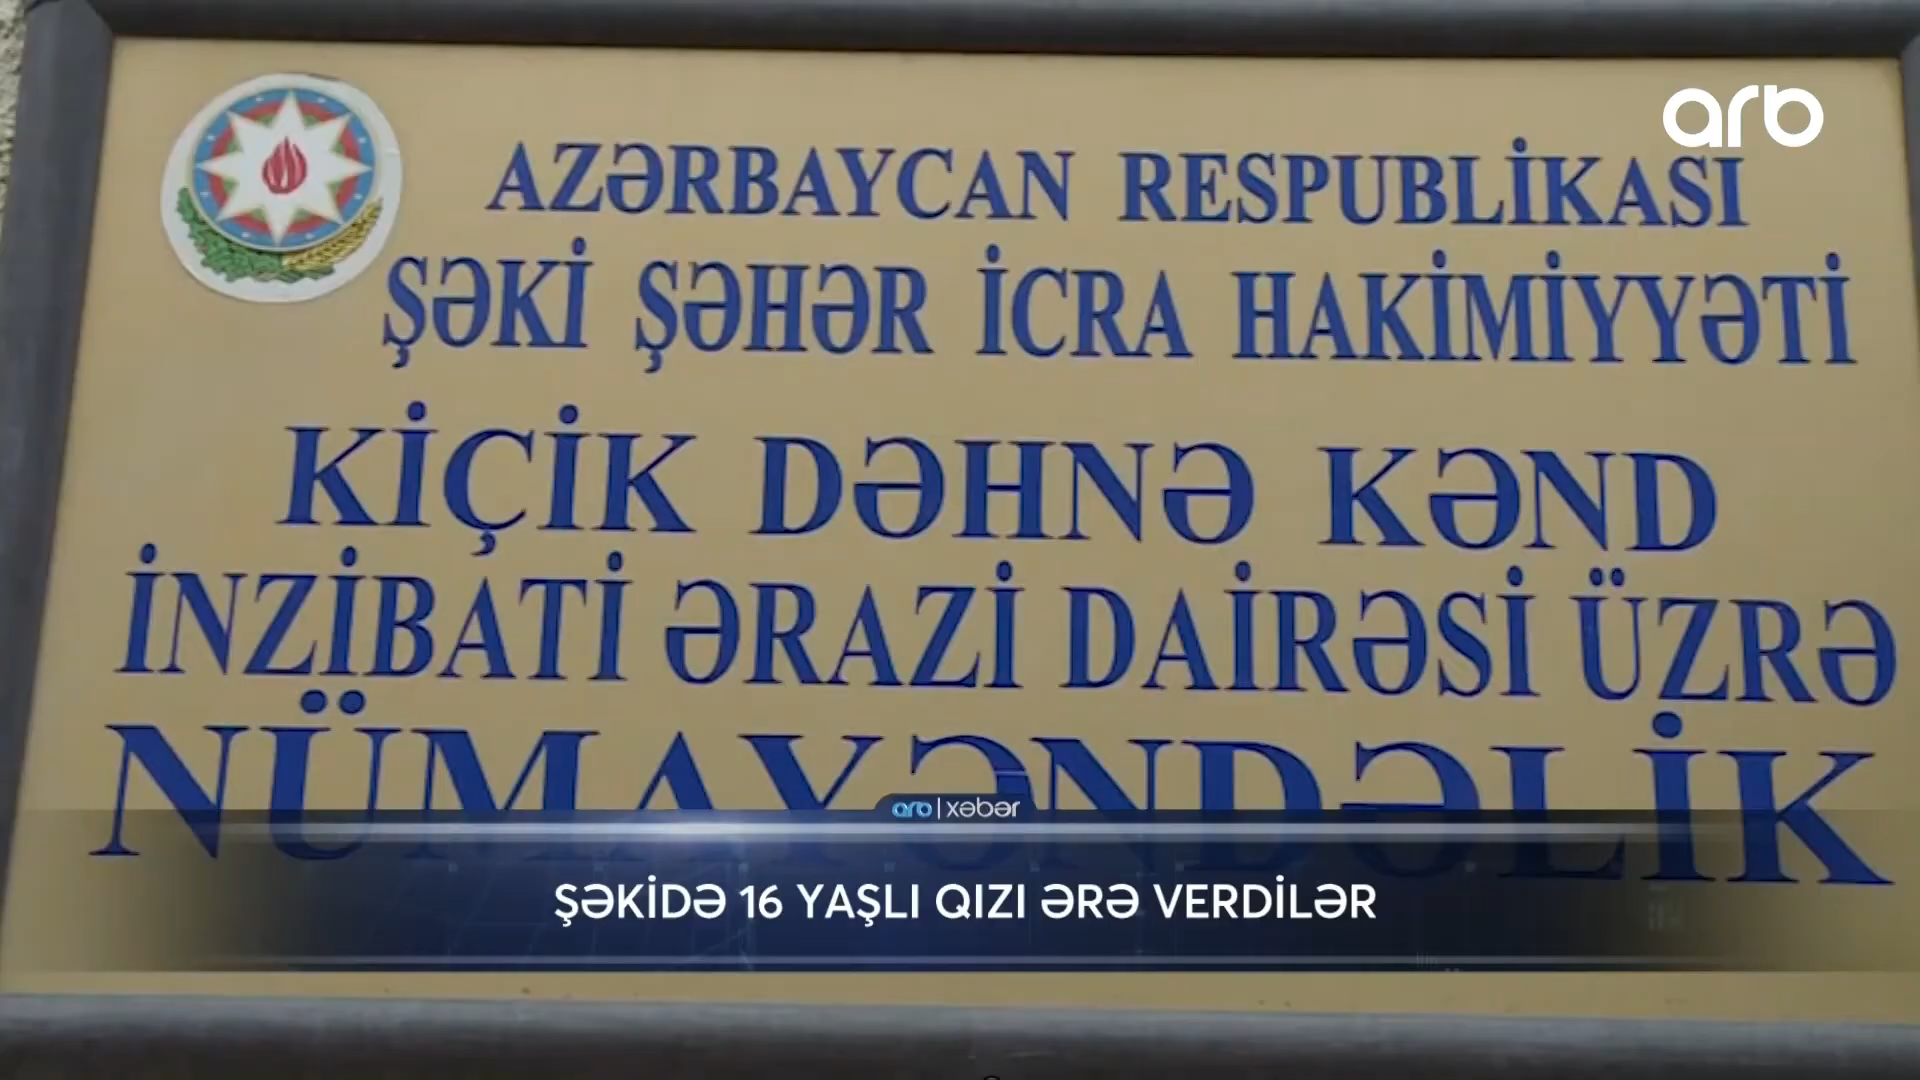 arb
AZƏRBAYCAN RESPUBLİKASI
ŞƏKİ ŞƏHƏR İCRA HAKİMİYYƏTİ
KİÇİK DƏHNƏ KƏND
İNZİBATİ ƏRAZİ DAİRƏSİ ÜZRƏ
NÜMAYƏNDƏLİK
arb | xəbər
ŞƏKİDƏ 16 YAŞLI QIZI ƏRƏ VERDİLƏR